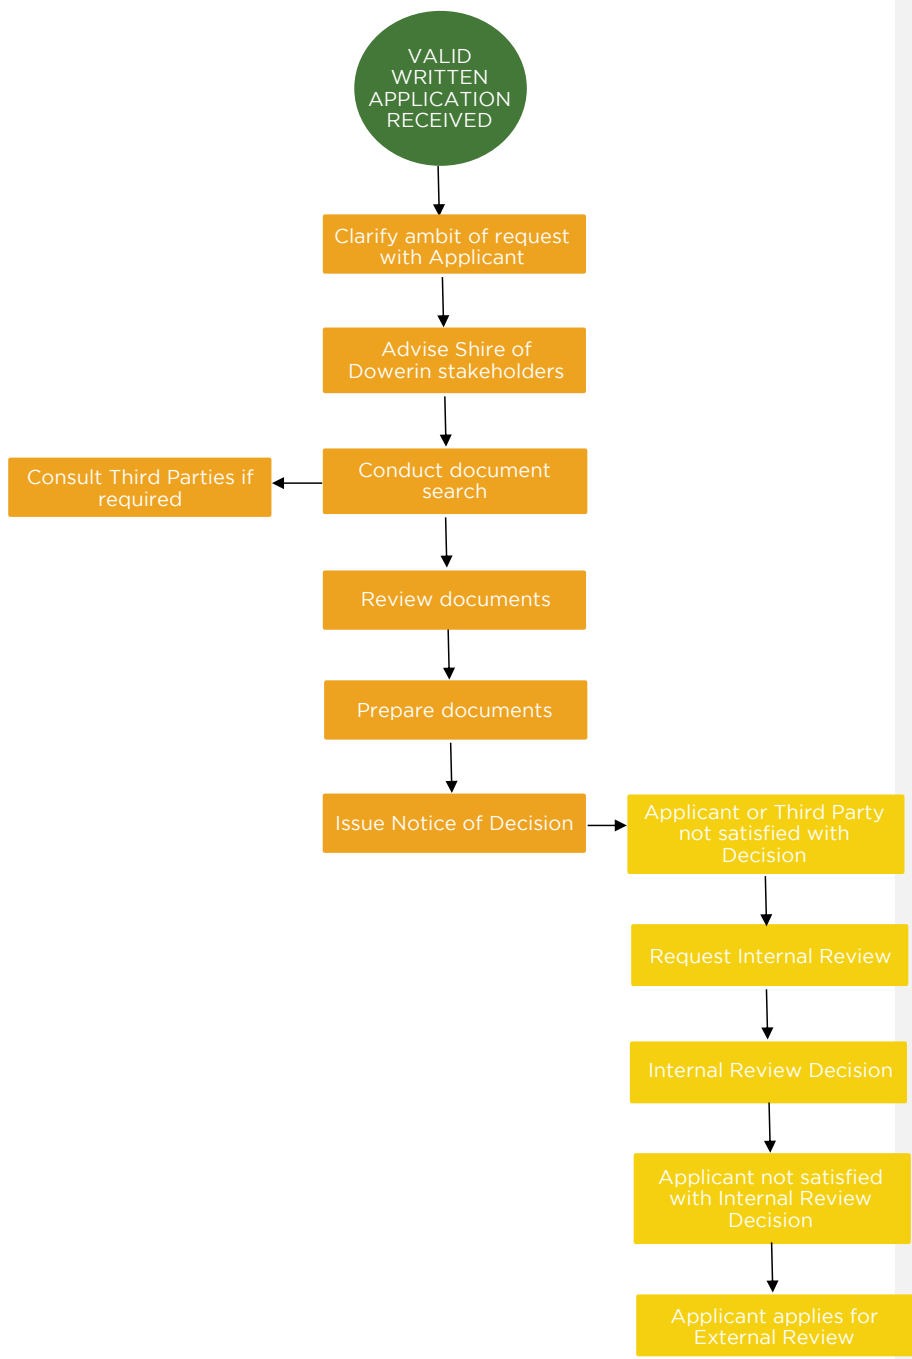 VALID
WRITTEN
APPLICATION
RECEIVED
Clarify ambit of request
with Applicant
Advise Shire of
Dowerin stakeholders
Conduct document
search
Consult Third Parties if
required
Review documents
Prepare documents
Issue Notice of Decision
Applicant or Third Party
not satisfied with
Decision
Request Internal Review
Internal Review Decision
Applicant not satisfied
with Internal Review
Decision
Applicant applies for
External Review